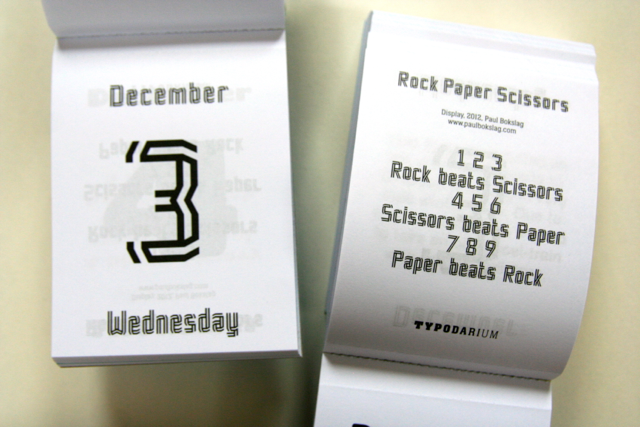 December
3
Wednesday
Rock Paper Scissors
Display, 2012, Paul Bokslag
www.paulbokslag.com
1 2 3
Rock beats Scissors
4 5 6
Scissors beats Paper
7 8 9
Paper beats Rock
TYPODARIUM